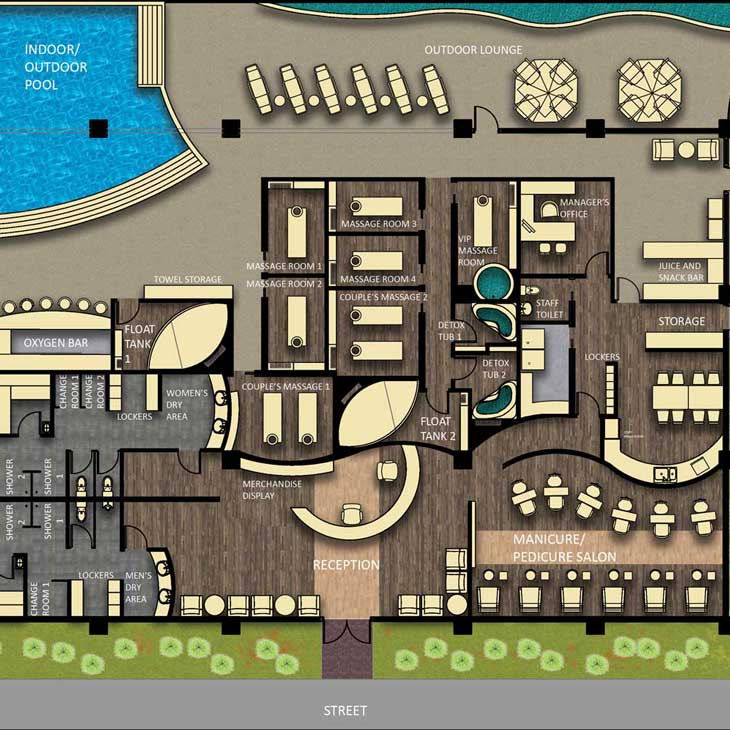 INDOOR/
OUTDOOR
POOL
OUTDOOR LOUNGE
MASSAGE ROOM 3
MANAGER'S
OFFICE
VIP
MASSAGE
ROOM
MASSAGE ROOM 1
MASSAGE ROOM 4
JUICE AND
SNACK BAR
TOWEL STORAGE
MASSAGE ROOM 2
COUPLE'S MASSAGE 2
STAFF
TOILET
STORAGE
FLOAT
TANK
1
OXYGEN BAR
DETOX
TUB 1
LOCKERS
DETOX
TUB 2
CHANGE
ROOM 1
CHANGE
ROOM 2
LOCKERS
WOMEN'S
DRY
AREA
COUPLE'S MASSAGE 1
FLOAT
TANK 2
SHOWER
2
SHOWER
1
MERCHANDISE
DISPLAY
SHOWER
2
SHOWER
1
MANICURE/
PEDICURE SALON
RECEPTION
CHANGE
ROOM 1
LOCKERS
MEN'S
DRY
AREA
STREET